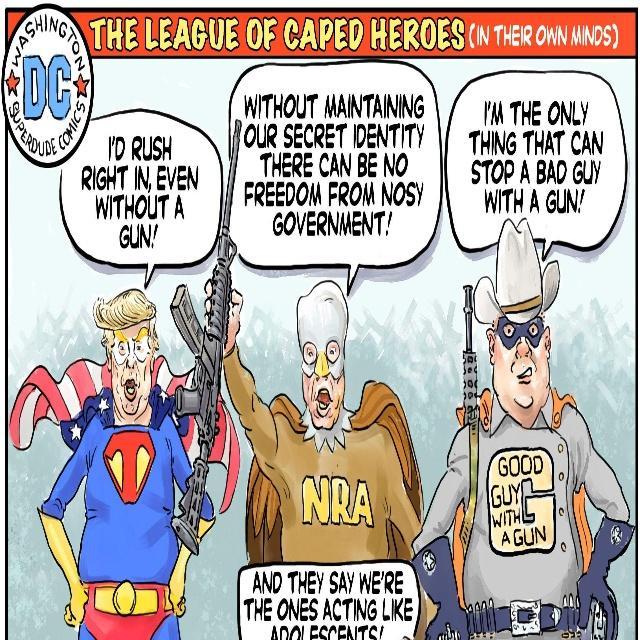 THE LEAGUE OF CAPED HEROES (IN THEIR OWN MINDS)
WASHINGTON
DC
SUPERDUDE COMICS
I'D RUSH
RIGHT IN, EVEN
WITHOUT A
GUN!
WITHOUT MAINTAINING
OUR SECRET IDENTITY
THERE CAN BE NO
FREEDOM FROM NOSY
GOVERNMENT!
I'M THE ONLY
THING THAT CAN
STOP A BAD GUY
WITH A GUN!
T
NRA
GOOD
GUY
WITH
A GUN
G
AND THEY SAY WE'RE
THE ONES ACTING LIKE
ADOLESCENTS!